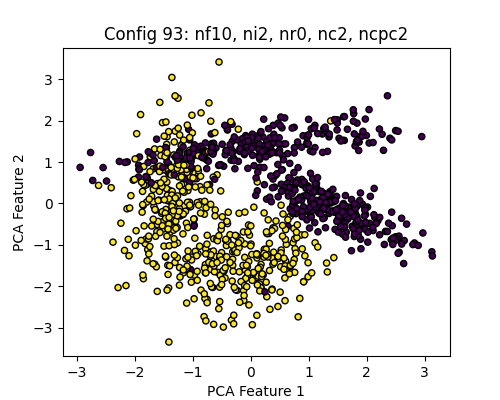 Config 93: nf10, ni2, nr0, nc2, ncpc2
PCA Feature 2
3
2
1
0
−1
−2
−3
−3 −2 −1 0 1 2 3
PCA Feature 1